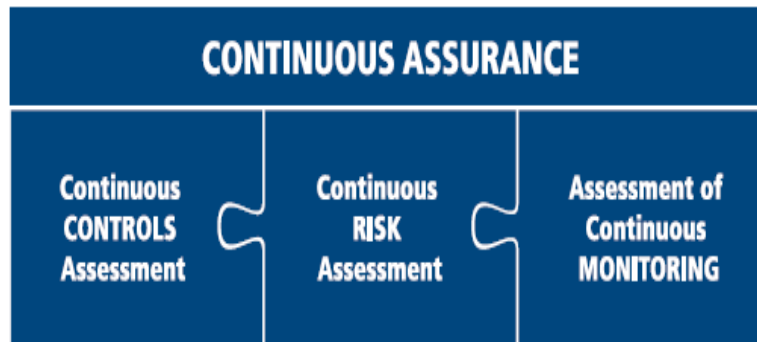 CONTINUOUS ASSURANCE
Continuous
CONTROLS
Assessment
Continuous
RISK
Assessment
Assessment of
Continuous
MONITORING